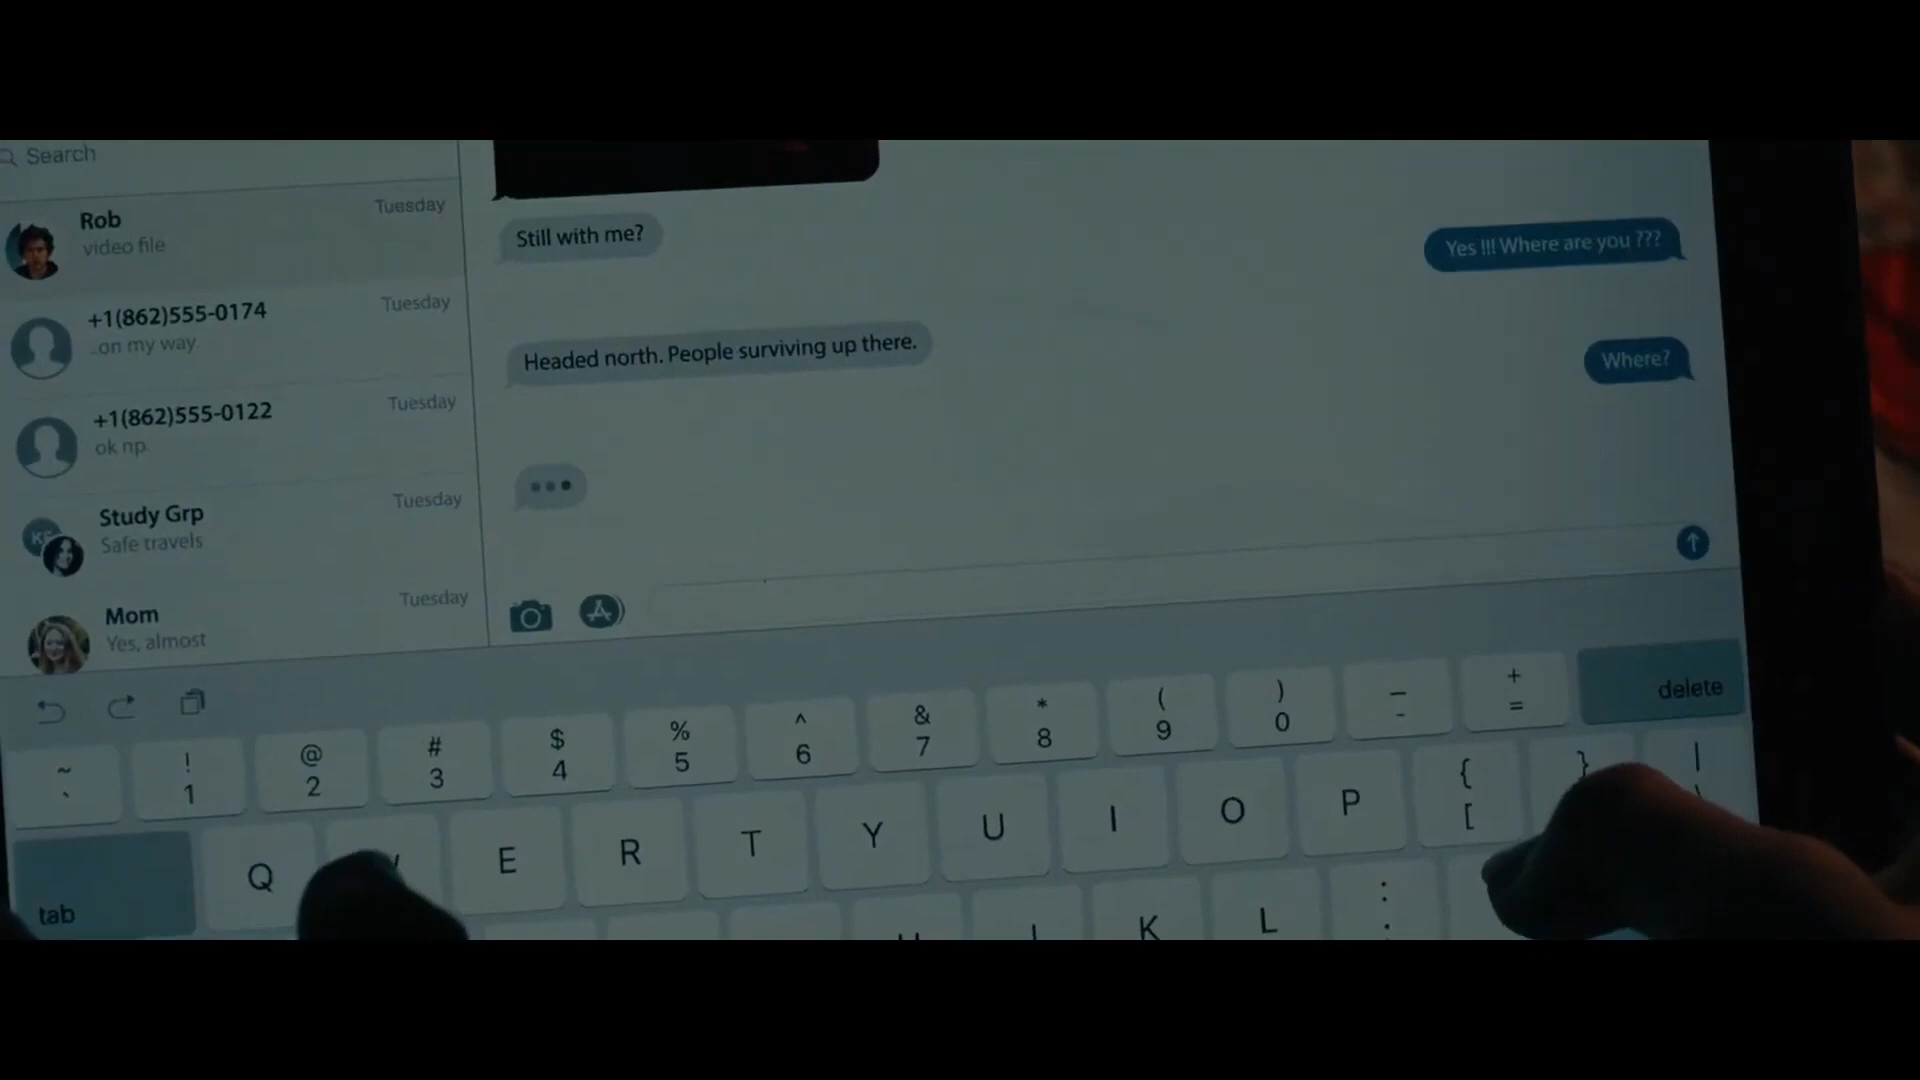 Search
Rob
Tuesday
video file
+1(862)555-0174
Tuesday
..on my way.
+1(862)555-0122
Tuesday
ok np.
Study Grp
Tuesday
Safe travels
Mom
Tuesday
Yes, almost
Still with me?
Yes !!! Where are you ???
Headed north. People surviving up there.
Where?
~ ! @ # $ % ^ & * ( ) — +
` 1 2 3 4 5 6 7 8 9 0 - = delete
tab Q E R T Y U I O P { [ } |
K L :